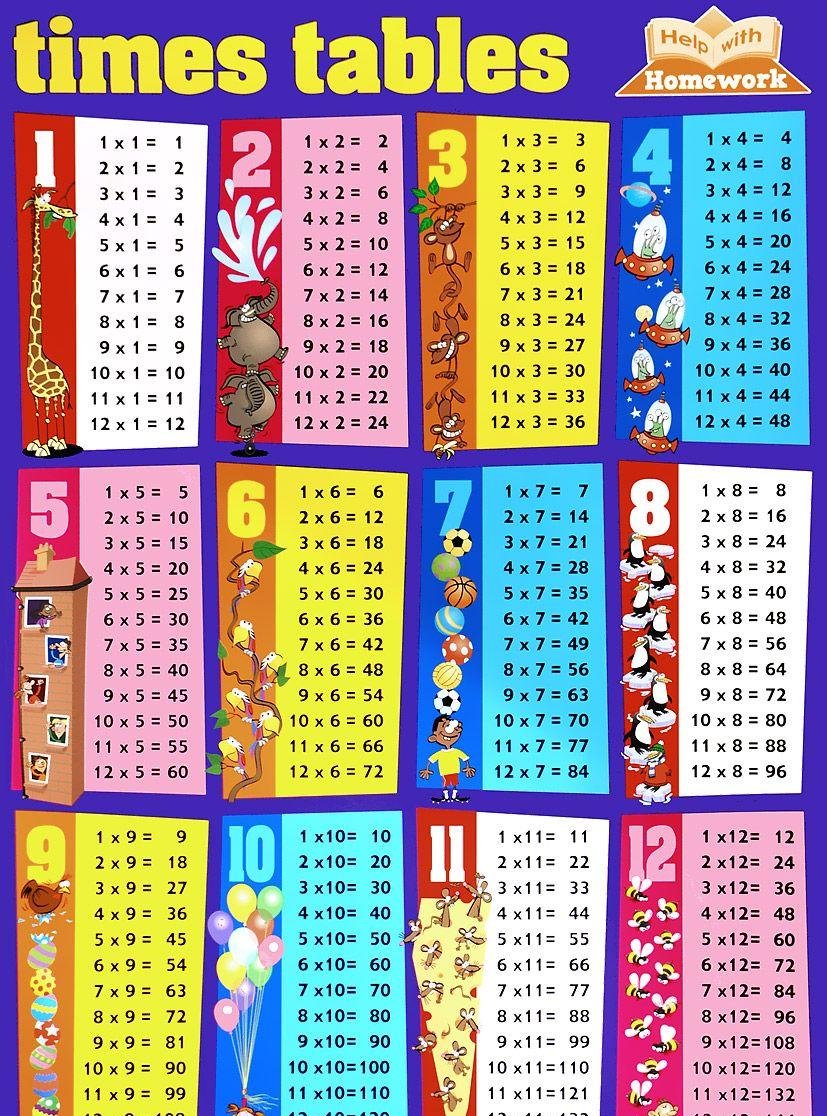 times tables
Help with
Homework
1
1 x 1 = 1
2 x 1 = 2
3 x 1 = 3
4 x 1 = 4
5 x 1 = 5
6 x 1 = 6
7 x 1 = 7
8 x 1 = 8
9 x 1 = 9
10 x 1 = 10
11 x 1 = 11
12 x 1 = 12
2
1 x 2 = 2
2 x 2 = 4
3 x 2 = 6
4 x 2 = 8
5 x 2 = 10
6 x 2 = 12
7 x 2 = 14
8 x 2 = 16
9 x 2 = 18
10 x 2 = 20
11 x 2 = 22
12 x 2 = 24
3
1 x 3 = 3
2 x 3 = 6
3 x 3 = 9
4 x 3 = 12
5 x 3 = 15
6 x 3 = 18
7 x 3 = 21
8 x 3 = 24
9 x 3 = 27
10 x 3 = 30
11 x 3 = 33
12 x 3 = 36
4
1 x 4 = 4
2 x 4 = 8
3 x 4 = 12
4 x 4 = 16
5 x 4 = 20
6 x 4 = 24
7 x 4 = 28
8 x 4 = 32
9 x 4 = 36
10 x 4 = 40
11 x 4 = 44
12 x 4 = 48
5
1 x 5 = 5
2 x 5 = 10
3 x 5 = 15
4 x 5 = 20
5 x 5 = 25
6 x 5 = 30
7 x 5 = 35
8 x 5 = 40
9 x 5 = 45
10 x 5 = 50
11 x 5 = 55
12 x 5 = 60
6
1 x 6 = 6
2 x 6 = 12
3 x 6 = 18
4 x 6 = 24
5 x 6 = 30
6 x 6 = 36
7 x 6 = 42
8 x 6 = 48
9 x 6 = 54
10 x 6 = 60
11 x 6 = 66
12 x 6 = 72
7
1 x 7 = 7
2 x 7 = 14
3 x 7 = 21
4 x 7 = 28
5 x 7 = 35
6 x 7 = 42
7 x 7 = 49
8 x 7 = 56
9 x 7 = 63
10 x 7 = 70
11 x 7 = 77
12 x 7 = 84
8
1 x 8 = 8
2 x 8 = 16
3 x 8 = 24
4 x 8 = 32
5 x 8 = 40
6 x 8 = 48
7 x 8 = 56
8 x 8 = 64
9 x 8 = 72
10 x 8 = 80
11 x 8 = 88
12 x 8 = 96
9
1 x 9 = 9
2 x 9 = 18
3 x 9 = 27
4 x 9 = 36
5 x 9 = 45
6 x 9 = 54
7 x 9 = 63
8 x 9 = 72
9 x 9 = 81
10 x 9 = 90
11 x 9 = 99
10
1 x10= 10
2 x10= 20
3 x10= 30
4 x10= 40
5 x10= 50
6 x10= 60
7 x10= 70
8 x10= 80
9 x10= 90
10 x10=100
11 x10=110
11
1 x11= 11
2 x11= 22
3 x11= 33
4 x11= 44
5 x11= 55
6 x11= 66
7 x11= 77
8 x11= 88
9 x11= 99
10 x11=110
11 x11=121
12
1 x12= 12
2 x12= 24
3 x12= 36
4 x12= 48
5 x12= 60
6 x12= 72
7 x12= 84
8 x12= 96
9 x12=108
10 x12=120
11 x12=132